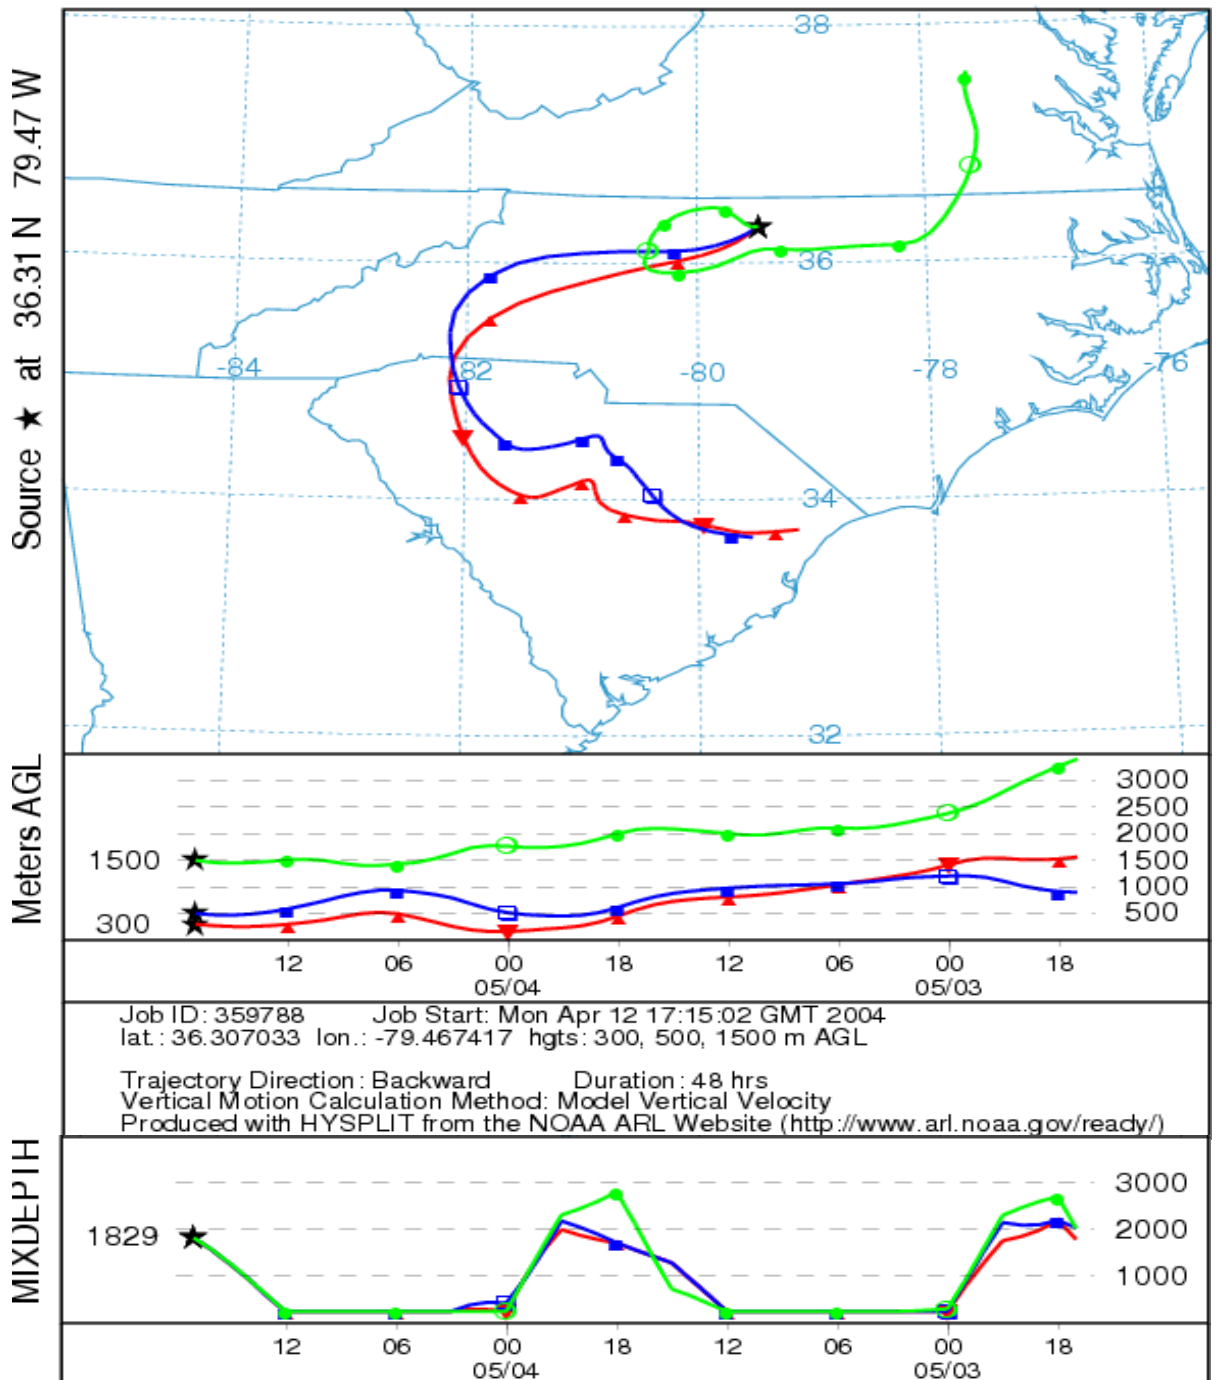 Source ★ at 36.31 N 79.47 W
38
36
-84
-82
-80
-78
-76
34
32
Meters AGL
1500
300
3000
2500
2000
1500
1000
500
12 06 00 18 12 06 00 18
05/04 05/03
Job ID: 359788 Job Start: Mon Apr 12 17:15:02 GMT 2004
lat.: 36.307033 lon.: -79.467417 hgts: 300, 500, 1500 m AGL
Trajectory Direction: Backward Duration: 48 hrs
Vertical Motion Calculation Method: Model Vertical Velocity
Produced with HYSPLIT from the NOAA ARL Website (http://www.arl.noaa.gov/ready/)
MIXDEPTH
1829
3000
2000
1000
12 06 00 18 12 06 00 18
05/04 05/03